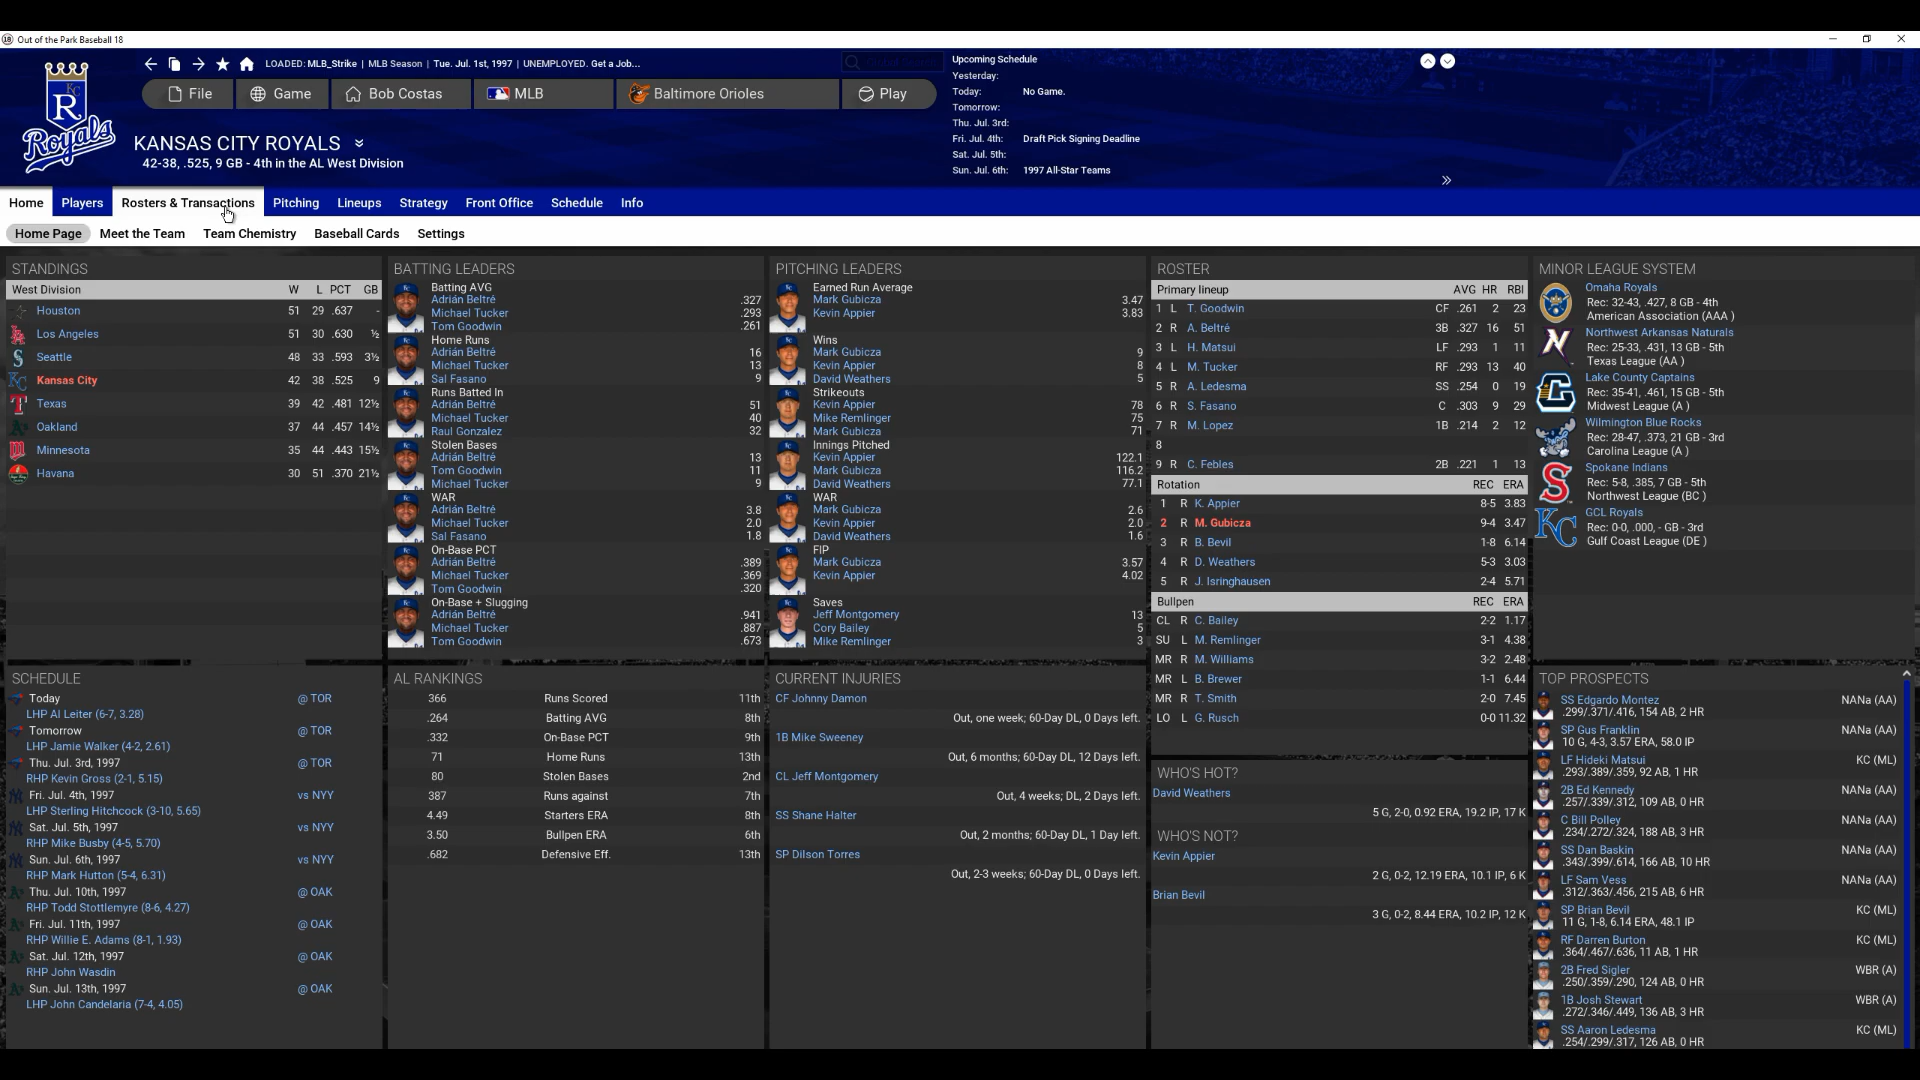 Out of the Park Baseball 18
LOADED: MLB_Strike | MLB Season | Tue. Jul. 1st, 1997 | UNEMPLOYED. Get a Job...
File Game Bob Costas MLB Baltimore Orioles Play
KANSAS CITY ROYALS
42-38, .525, 9 GB - 4th in the AL West Division
Royals
Upcoming Schedule
Yesterday:
Today: No Game.
Tomorrow:
Thu. Jul. 3rd:
Fri. Jul. 4th: Draft Pick Signing Deadline
Sat. Jul. 5th:
Sun. Jul. 6th: 1997 All-Star Teams
Home Players Rosters & Transactions Pitching Lineups Strategy Front Office Schedule Info
Home Page Meet the Team Team Chemistry Baseball Cards Settings
STANDINGS
West Division W L PCT GB
Houston 51 29 .637 -
Los Angeles 51 30 .630 ½
Seattle 48 33 .593 3½
Kansas City 42 38 .525 9
Texas 39 42 .481 12½
Oakland 37 44 .457 14½
Minnesota 35 44 .443 15½
Havana 30 51 .370 21½
BATTING LEADERS
Batting AVG
Adrián Beltré .327
Michael Tucker .293
Tom Goodwin .261
Home Runs
Adrián Beltré 16
Michael Tucker 13
Sal Fasano 9
Runs Batted In
Adrián Beltré 51
Michael Tucker 40
Raul Gonzalez 32
Stolen Bases
Adrián Beltré 13
Tom Goodwin 11
Michael Tucker 9
WAR
Adrián Beltré 3.8
Michael Tucker 2.0
Sal Fasano 1.8
On-Base PCT
Adrián Beltré .389
Michael Tucker .369
Tom Goodwin .320
On-Base + Slugging
Adrián Beltré .941
Michael Tucker .887
Tom Goodwin .673
PITCHING LEADERS
Earned Run Average
Mark Gubicza 3.47
Kevin Appier 3.83
Wins
Mark Gubicza 9
Kevin Appier 8
David Weathers 5
Strikeouts
Kevin Appier 78
Mike Remlinger 75
Mark Gubicza 71
Innings Pitched
Kevin Appier 122.1
Mark Gubicza 116.2
David Weathers 77.1
WAR
Mark Gubicza 2.6
Kevin Appier 2.0
David Weathers 1.6
FIP
Mark Gubicza 3.57
Kevin Appier 4.02
Saves
Jeff Montgomery 13
Cory Bailey 5
Mike Remlinger 3
ROSTER
Primary lineup AVG HR RBI
1 L T. Goodwin CF .261 2 23
2 R A. Beltré 3B .327 16 51
3 L H. Matsui LF .293 1 11
4 L M. Tucker RF .293 13 40
5 R A. Ledesma SS .254 0 19
6 R S. Fasano C .303 9 29
7 R M. Lopez 1B .214 2 12
8
9 R C. Febles 2B .221 1 13
Rotation REC ERA
1 R K. Appier 8-5 3.83
2 R M. Gubicza 9-4 3.47
3 R B. Bevil 1-8 6.14
4 R D. Weathers 5-3 3.03
5 R J. Isringhausen 2-4 5.71
Bullpen REC ERA
CL R C. Bailey 2-2 1.17
SU L M. Remlinger 3-1 4.38
MR R M. Williams 3-2 2.48
MR L B. Brewer 1-1 6.44
MR R T. Smith 2-0 7.45
LO L G. Rusch 0-0 11.32
MINOR LEAGUE SYSTEM
Omaha Royals
Rec: 32-43, .427, 8 GB - 4th
American Association (AAA )
Northwest Arkansas Naturals
Rec: 25-33, .431, 13 GB - 5th
Texas League (AA )
Lake County Captains
Rec: 35-41, .461, 15 GB - 5th
Midwest League (A )
Wilmington Blue Rocks
Rec: 28-47, .373, 21 GB - 3rd
Carolina League (A )
Spokane Indians
Rec: 5-8, .385, 7 GB - 5th
Northwest League (BC )
GCL Royals
Rec: 0-0, .000, - GB - 3rd
Gulf Coast League (DE )
SCHEDULE
Today @ TOR
LHP Al Leiter (6-7, 3.28)
Tomorrow @ TOR
LHP Jamie Walker (4-2, 2.61)
Thu. Jul. 3rd, 1997 @ TOR
RHP Kevin Gross (2-1, 5.15)
Fri. Jul. 4th, 1997 vs NYY
LHP Sterling Hitchcock (3-10, 5.65)
Sat. Jul. 5th, 1997 vs NYY
RHP Mike Busby (4-5, 5.70)
Sun. Jul. 6th, 1997 vs NYY
RHP Mark Hutton (5-4, 6.31)
Thu. Jul. 10th, 1997 @ OAK
RHP Todd Stottlemyre (8-6, 4.27)
Fri. Jul. 11th, 1997 @ OAK
RHP Willie E. Adams (8-1, 1.93)
Sat. Jul. 12th, 1997 @ OAK
RHP John Wasdin
Sun. Jul. 13th, 1997 @ OAK
LHP John Candelaria (7-4, 4.05)
AL RANKINGS
366 Runs Scored 11th
.264 Batting AVG 8th
.332 On-Base PCT 9th
71 Home Runs 13th
80 Stolen Bases 2nd
387 Runs against 7th
4.49 Starters ERA 8th
3.50 Bullpen ERA 6th
.682 Defensive Eff. 13th
CURRENT INJURIES
CF Johnny Damon
Out, one week; 60-Day DL, 0 Days left.
1B Mike Sweeney
Out, 6 months; 60-Day DL, 12 Days left.
CL Jeff Montgomery
Out, 4 weeks; DL, 2 Days left.
SS Shane Halter
Out, 2 months; 60-Day DL, 1 Day left.
SP Dilson Torres
Out, 2-3 weeks; 60-Day DL, 0 Days left.
WHO'S HOT?
David Weathers
5 G, 2-0, 0.92 ERA, 19.2 IP, 17 K
WHO'S NOT?
Kevin Appier
2 G, 0-2, 12.19 ERA, 10.1 IP, 6 K
Brian Bevil
3 G, 0-2, 8.44 ERA, 10.2 IP, 12 K
TOP PROSPECTS
SS Edgardo Montez NANa (AA)
.299/.371/.416, 154 AB, 2 HR
SP Gus Franklin NANa (AA)
10 G, 4-3, 3.57 ERA, 58.0 IP
LF Hideki Matsui KC (ML)
.293/.389/.359, 92 AB, 1 HR
2B Ed Kennedy NANa (AA)
.257/.339/.312, 109 AB, 0 HR
C Bill Polley NANa (AA)
.234/.272/.324, 188 AB, 3 HR
SS Dan Baskin NANa (AA)
.343/.399/.614, 166 AB, 10 HR
LF Sam Vess NANa (AA)
.312/.363/.456, 215 AB, 6 HR
SP Brian Bevil KC (ML)
11 G, 1-8, 6.14 ERA, 48.1 IP
RF Darren Burton KC (ML)
.364/.467/.636, 11 AB, 1 HR
2B Fred Sigler WBR (A)
.250/.359/.290, 124 AB, 0 HR
1B Josh Stewart WBR (A)
.272/.346/.449, 136 AB, 3 HR
SS Aaron Ledesma KC (ML)
.254/.299/.317, 126 AB, 0 HR